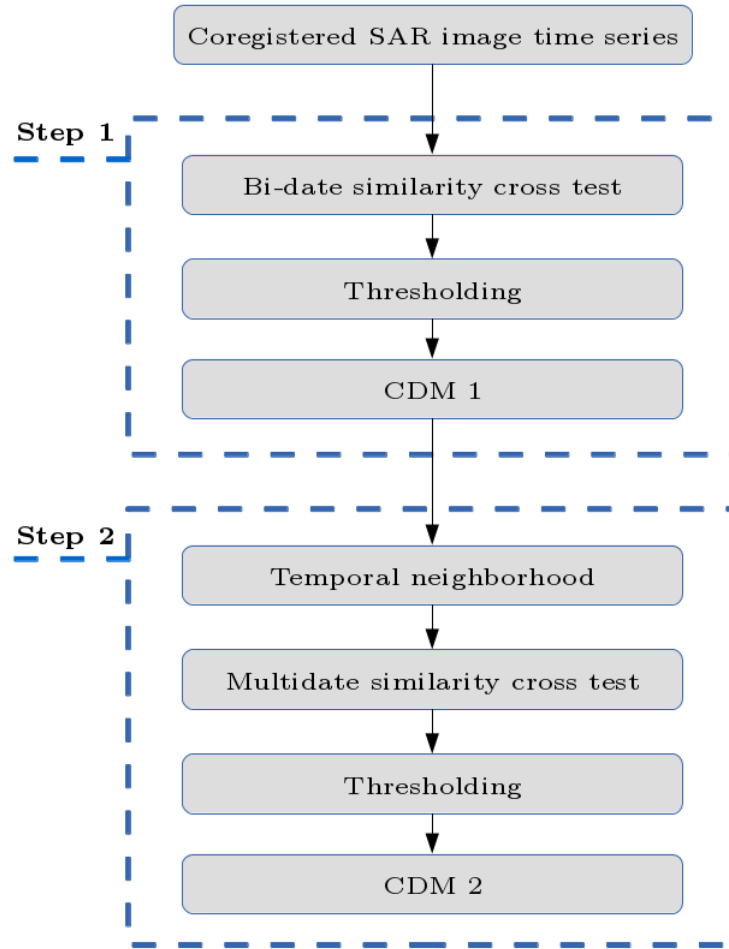 Coregistered SAR image time series
Step 1
Bi-date similarity cross test
Thresholding
CDM 1
Step 2
Temporal neighborhood
Multidate similarity cross test
Thresholding
CDM 2